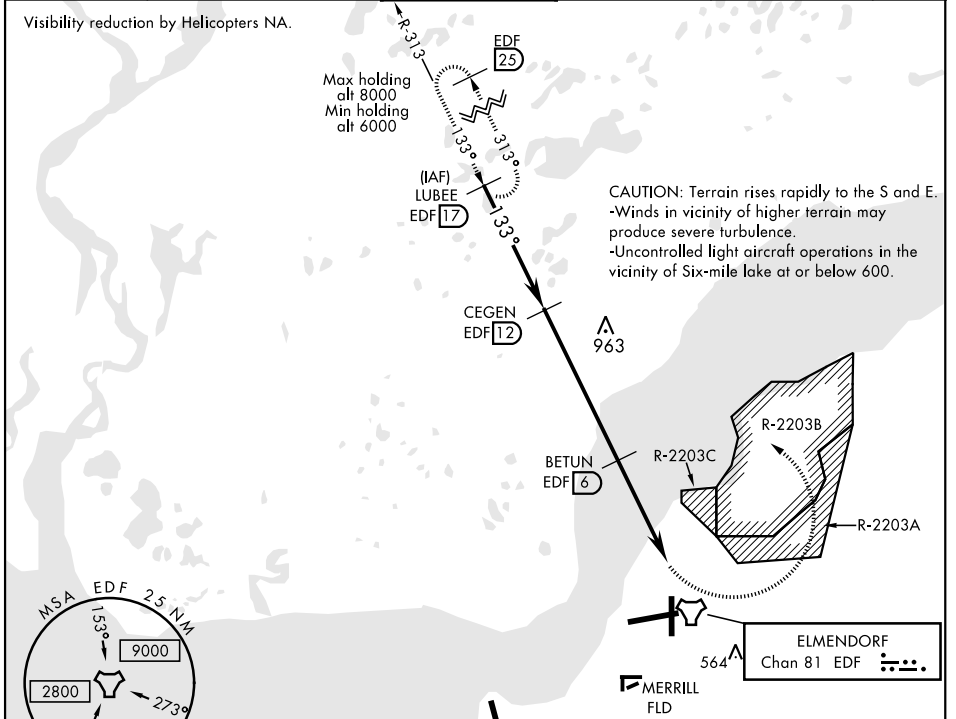 Visibility reduction by Helicopters NA.
R-313
EDF
25
Max holding
alt 8000
Min holding
alt 6000
133°
313°
(IAF)
LUBEE
EDF 17
133°
CAUTION: Terrain rises rapidly to the S and E.
-Winds in vicinity of higher terrain may
produce severe turbulence.
-Uncontrolled light aircraft operations in the
vicinity of Six-mile lake at or below 600.
CEGEN
EDF 12
963
R-2203B
BETUN
EDF 6
R-2203C
R-2203A
MSA EDF 25 NM
153°
9000
2800
273°
ELMENDORF
Chan 81 EDF
564
MERRILL
FLD